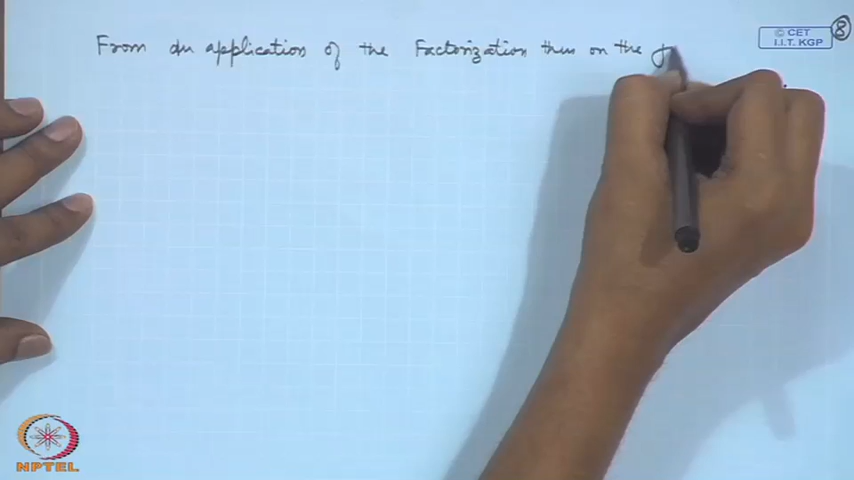 From an application of the Factorization thm on the
© CET
I.I.T. KGP
8
NPTEL